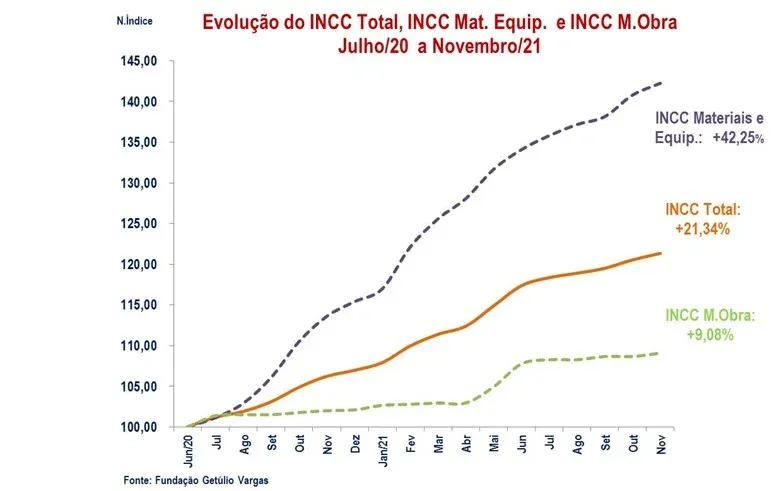 N.Índice
Evolução do INCC Total, INCC Mat. Equip. e INCC M.Obra
Julho/20 a Novembro/21
145,00
140,00
135,00
130,00
125,00
120,00
115,00
110,00
105,00
100,00
INCC Materiais e
Equip.: +42,25%
INCC Total:
+21,34%
INCC M.Obra:
+9,08%
Jun/20 Jul Ago Set Out Nov Dez Jan/21 Fev Mar Abr Mai Jun Jul Ago Set Out Nov
Fonte: Fundação Getúlio Vargas